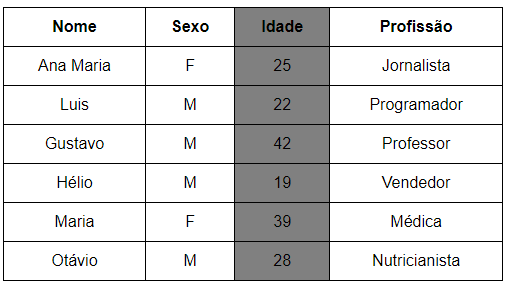 Nome Sexo Idade Profissão
Ana Maria F 25 Jornalista
Luis M 22 Programador
Gustavo M 42 Professor
Hélio M 19 Vendedor
Maria F 39 Médica
Otávio M 28 Nutricianista